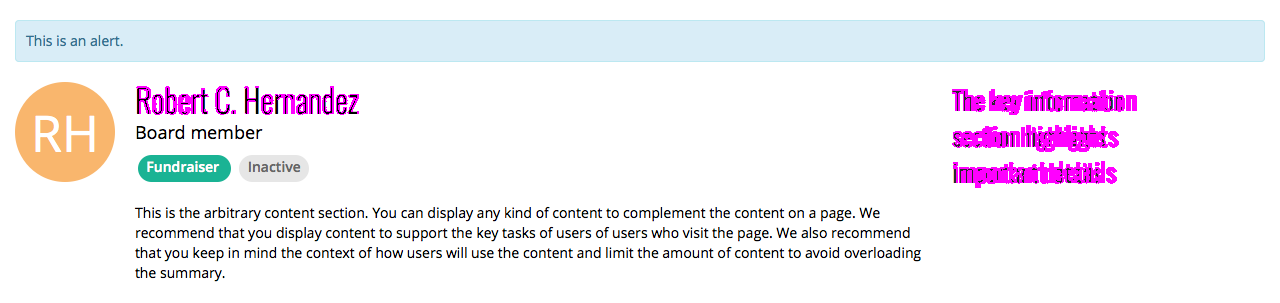 This is an alert.
RH
Robert C. Hernandez
Board member
Fundraiser Inactive
This is the arbitrary content section. You can display any kind of content to complement the content on a page. We
recommend that you display content to support the key tasks of users of users who visit the page. We also recommend
that you keep in mind the context of how users will use the content and limit the amount of content to avoid overloading
the summary.
The key information
section highlights
important details